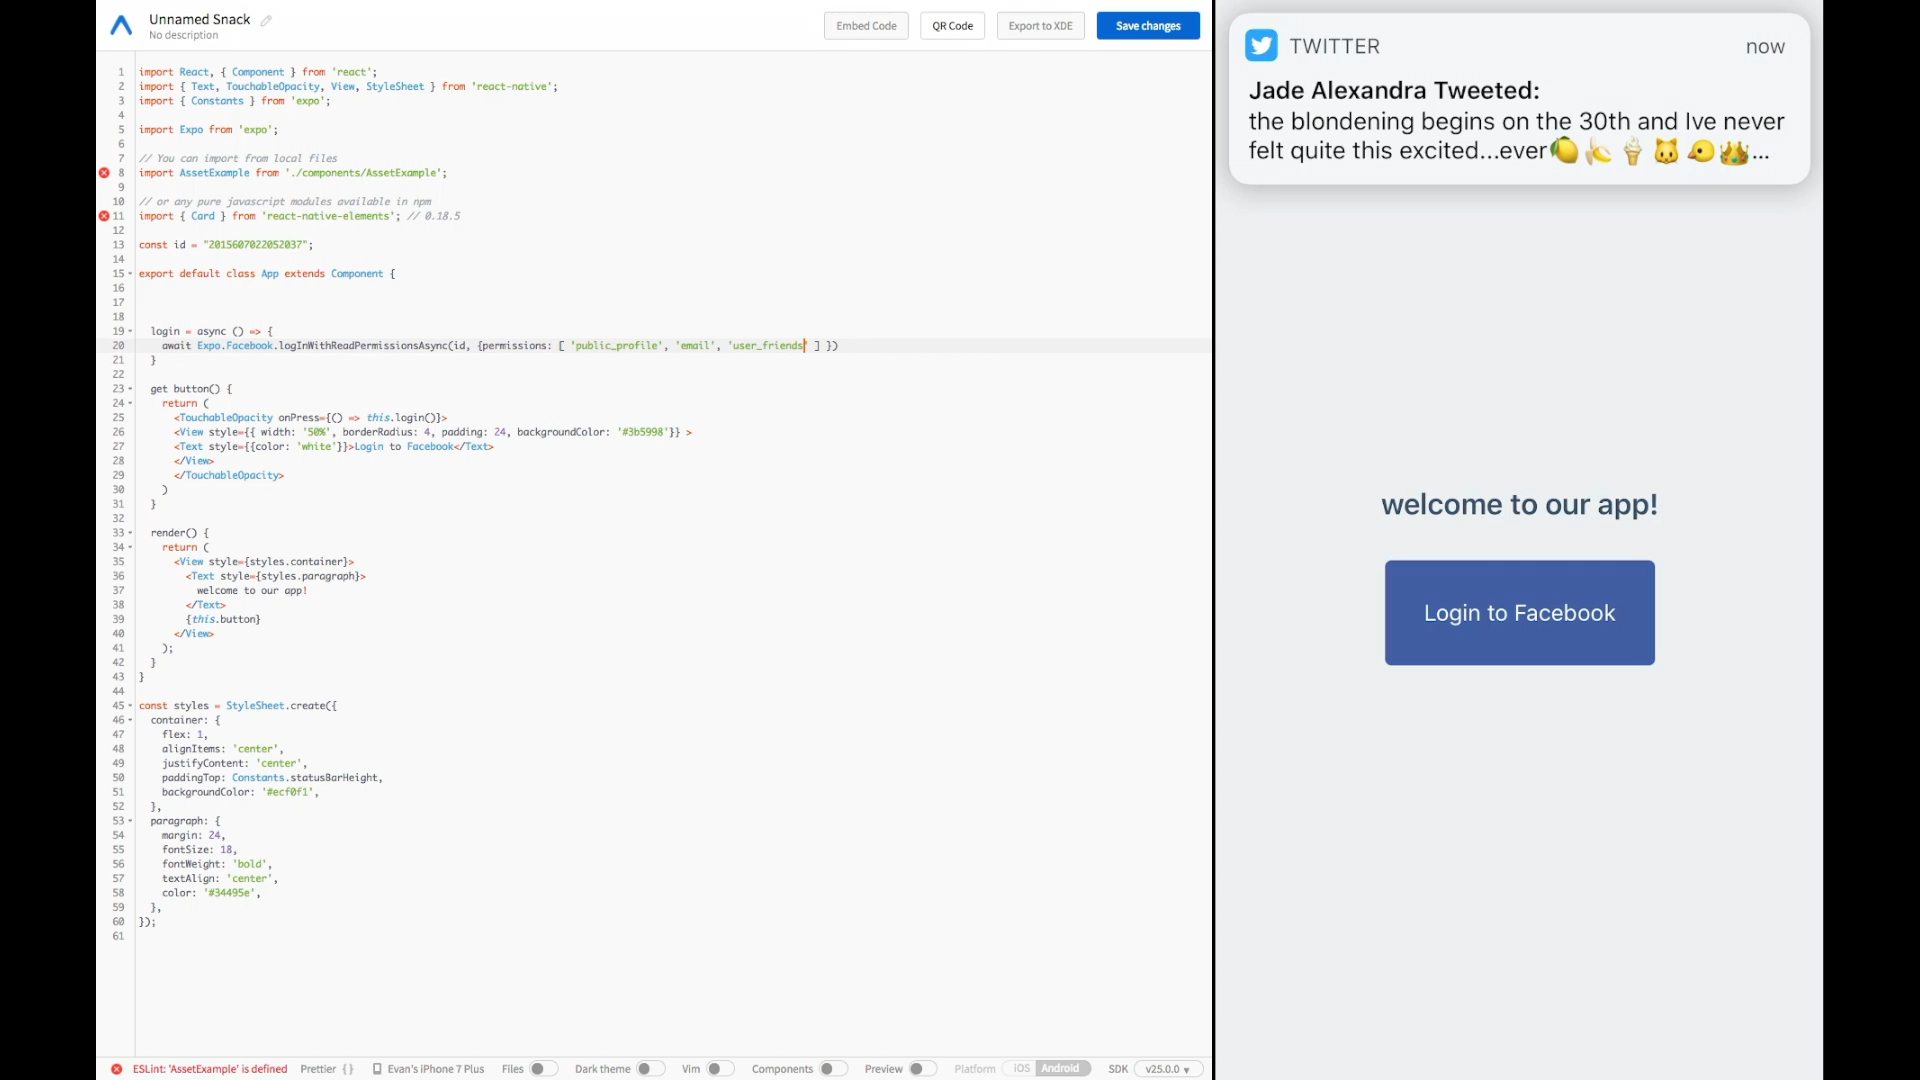 Unnamed Snack
No description
Embed Code
QR Code
Export to XDE
Save changes
1 import React, { Component } from 'react';
2 import { Text, TouchableOpacity, View, StyleSheet } from 'react-native';
3 import { Constants } from 'expo';
4
5 import Expo from 'expo';
6
7 // You can import from local files
8 import AssetExample from './components/AssetExample';
9
10 // or any pure javascript modules available in npm
11 import { Card } from 'react-native-elements'; // 0.18.5
12
13 const id = "2015607022052037";
14
15 export default class App extends Component {
16
17
18
19 login = async () => {
20 await Expo.Facebook.logInWithReadPermissionsAsync(id, {permissions: [ 'public_profile', 'email', 'user_friends' ] })
21 }
22
23 get button() {
24 return (
25 <TouchableOpacity onPress={() => this.login()}>
26 <View style={{ width: '50%', borderRadius: 4, padding: 24, backgroundColor: '#3b5998'}} >
27 <Text style={{color: 'white'}}>Login to Facebook</Text>
28 </View>
29 </TouchableOpacity>
30 )
31 }
32
33 render() {
34 return (
35 <View style={styles.container}>
36 <Text style={styles.paragraph}>
37 welcome to our app!
38 </Text>
39 {this.button}
40 </View>
41 );
42 }
43 }
44
45 const styles = StyleSheet.create({
46 container: {
47 flex: 1,
48 alignItems: 'center',
49 justifyContent: 'center',
50 paddingTop: Constants.statusBarHeight,
51 backgroundColor: '#ecf0f1',
52 },
53 paragraph: {
54 margin: 24,
55 fontSize: 18,
56 fontWeight: 'bold',
57 textAlign: 'center',
58 color: '#34495e',
59 },
60 });
61
ESLint: 'AssetExample' is defined Prettier {} Evan's iPhone 7 Plus Files Dark theme Vim Components Preview Platform iOS Android SDK v25.0.0
TWITTER now
Jade Alexandra Tweeted:
the blondening begins on the 30th and Ive never
felt quite this excited...ever🍋🍌🍦🐱🐤👑...
welcome to our app!
Login to Facebook